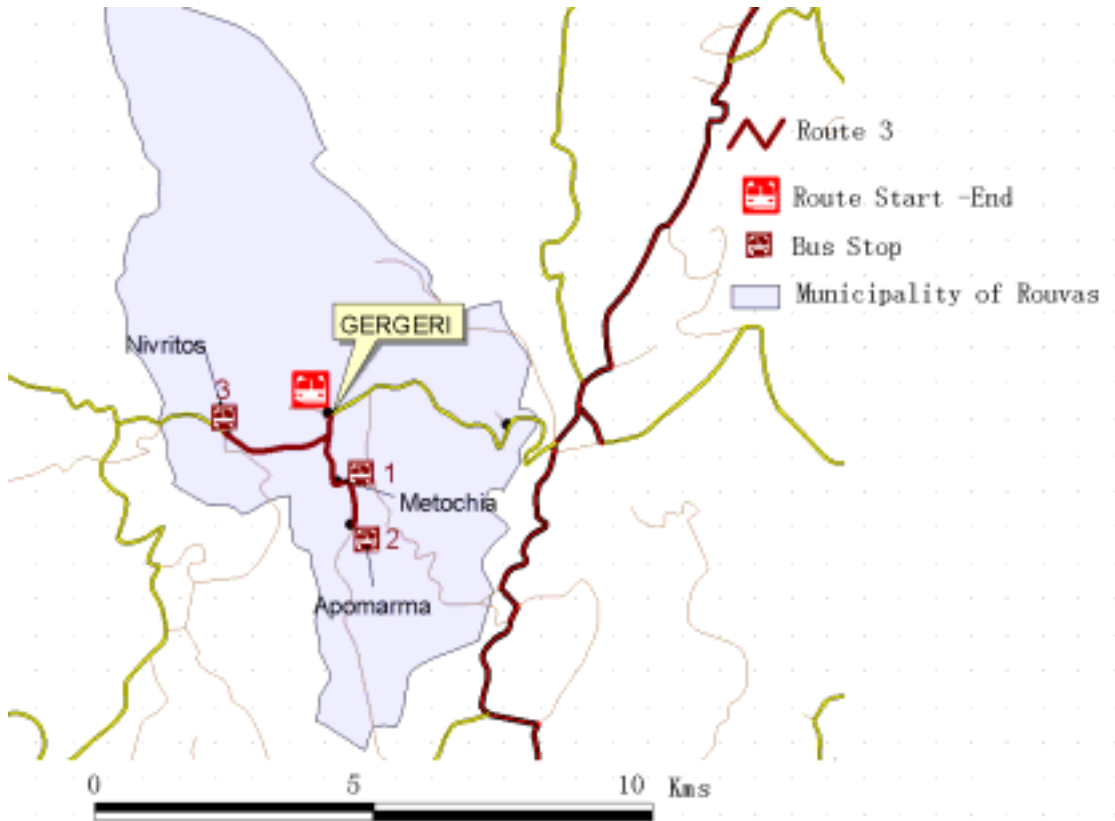 Route 3
Route Start -End
Bus Stop
Municipality of Rouvas
GERGERI
Nivritos
3
1
Metochia
2
Apomarma
0 5 10 Kms